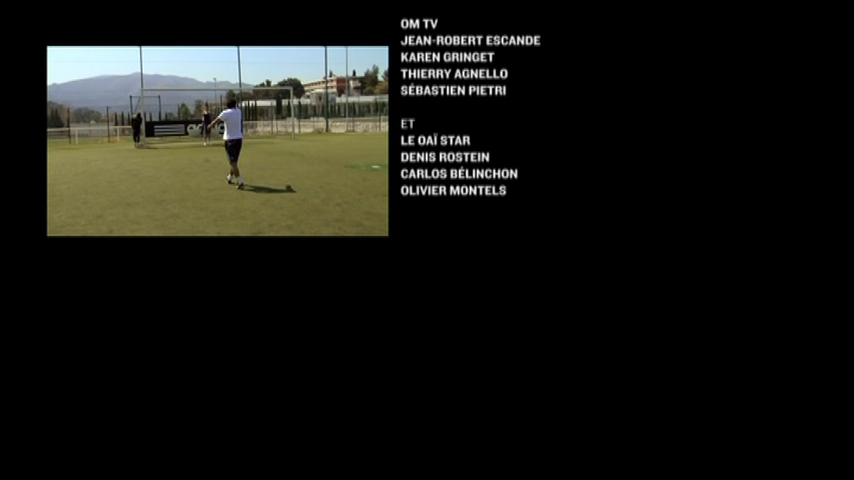 OM TV
JEAN-ROBERT ESCANDE
KAREN GRINGET
THIERRY AGNELLO
SÉBASTIEN PIETRI
ET
LE OAÏ STAR
DENIS ROSTEIN
CARLOS BÉLINCHON
OLIVIER MONTELS